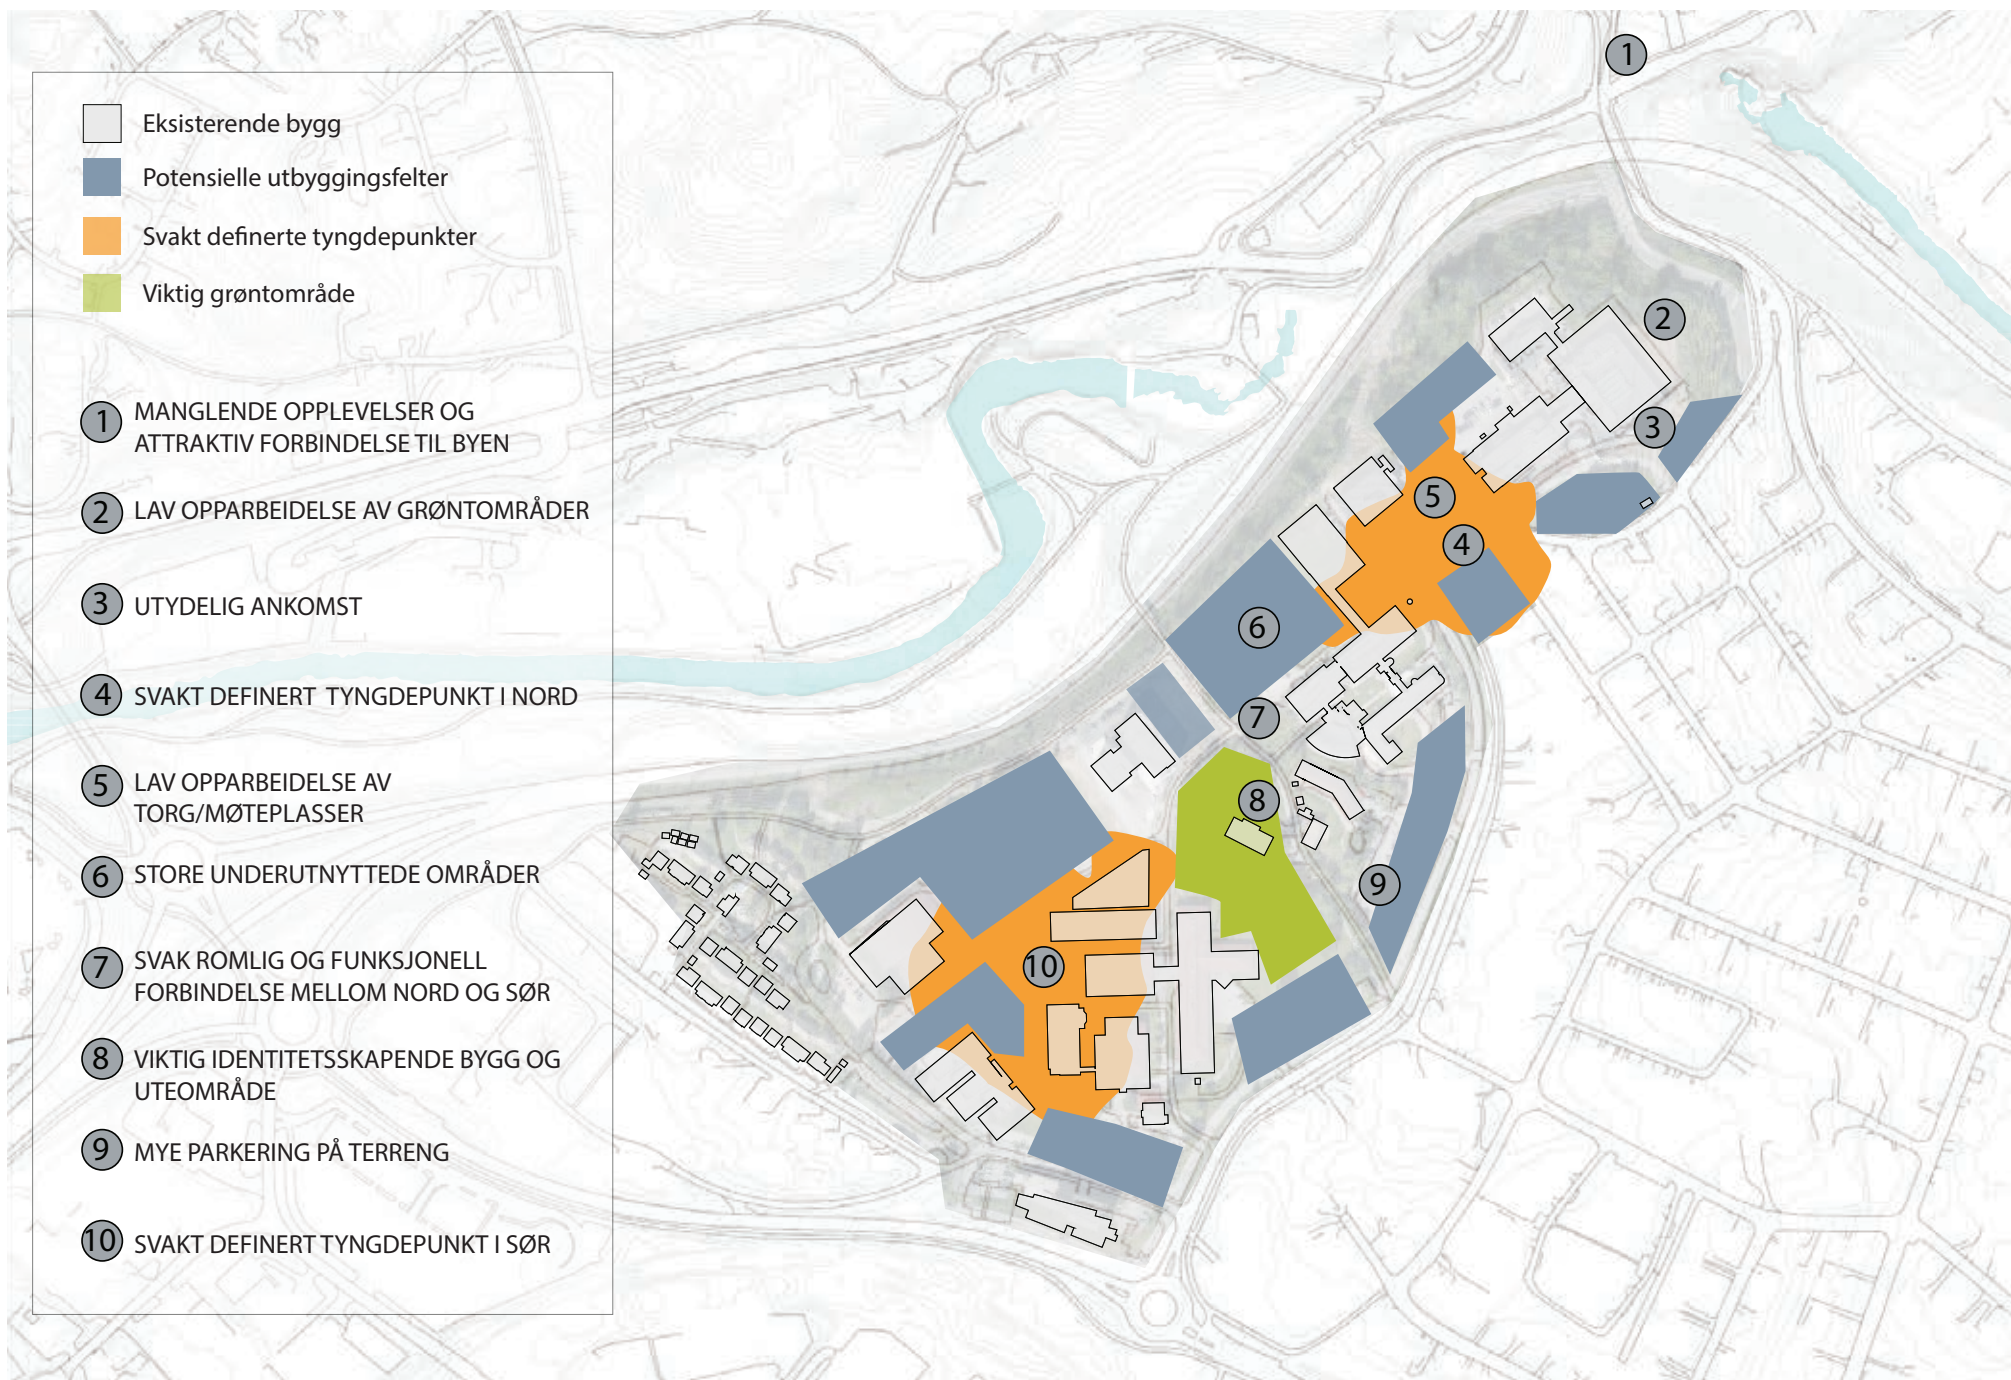 Eksisterende bygg
Potensielle utbyggingsfelter
Svakt definerte tyngdepunkter
Viktig grøntområde
1 MANGLENDE OPPLEVELSER OG
ATTRAKTIV FORBINDELSE TIL BYEN
2 LAV OPPARBEIDELSE AV GRØNTOMRÅDER
3 UTYDELIG ANKOMST
4 SVAKT DEFINERT TYNGDEPUNKT I NORD
5 LAV OPPARBEIDELSE AV
TORG/MØTEPLASSER
6 STORE UNDERUTNYTTEDE OMRÅDER
7 SVAK ROMLIG OG FUNKSJONELL
FORBINDELSE MELLOM NORD OG SØR
8 VIKTIG IDENTITETSSKAPENDE BYGG OG
UTEOMRÅDE
9 MYE PARKERING PÅ TERRENG
10 SVAKT DEFINERT TYNGDEPUNKT I SØR
1
2
3
5
4
6
7
8
9
10